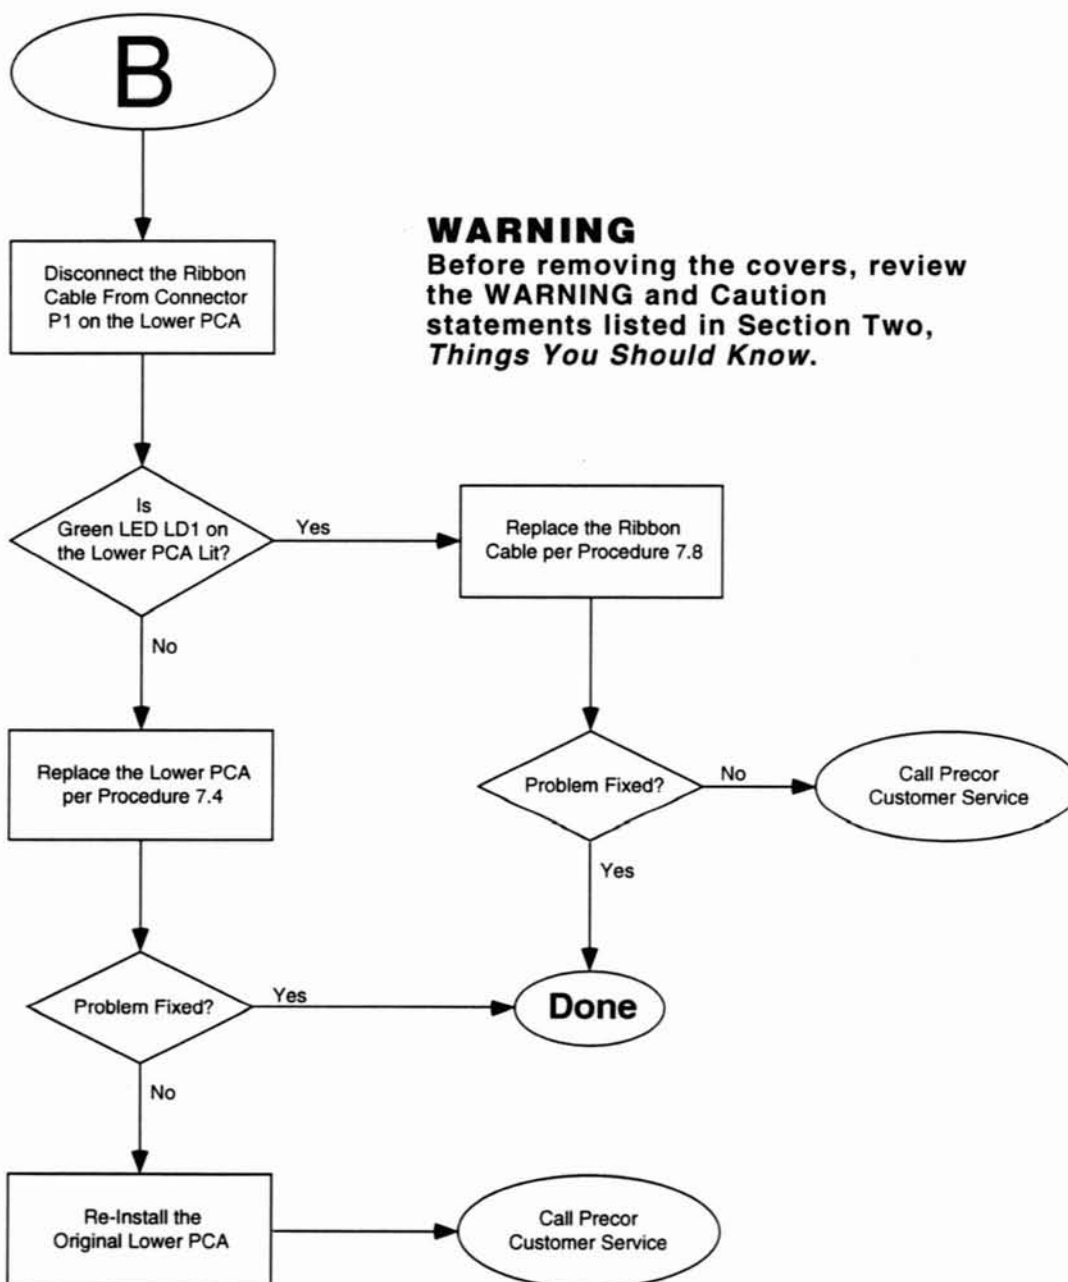 B
WARNING
Before removing the covers, review
the WARNING and Caution
statements listed in Section Two,
Things You Should Know.
Disconnect the Ribbon
Cable From Connector
P1 on the Lower PCA
Is
Green LED LD1 on
the Lower PCA Lit?
Yes
Replace the Ribbon
Cable per Procedure 7.8
No
Replace the Lower PCA
per Procedure 7.4
Problem Fixed?
No
Call Precor
Customer Service
Yes
Problem Fixed?
Yes
Done
No
Re-Install the
Original Lower PCA
Call Precor
Customer Service